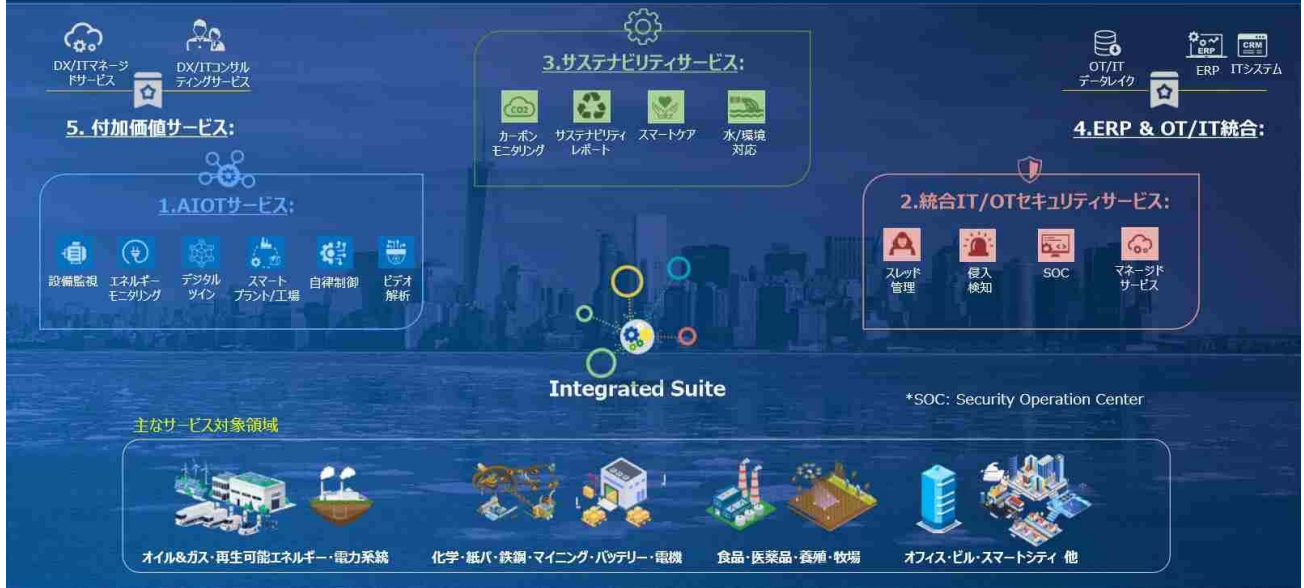 DX/ITマネージ
ドサービス
DX/ITコンサル
ティングサービス
5. 付加価値サービス:
3.サステナビリティサービス:
CO2
カーボン
モニタリング
サステナビリティ
レポート
スマートケア
水/環境
対応
OT/IT
データレイク
ERP
ERP
CRM
ITシステム
4.ERP & OT/IT統合:
1.AIOTサービス:
設備監視
エネルギー
モニタリング
デジタル
ツイン
スマート
プラント/工場
自律制御
ビデオ
解析
2.統合IT/OTセキュリティサービス:
スレッド
管理
侵入
検知
SOC
マネージド
サービス
Integrated Suite
*SOC: Security Operation Center
主なサービス対象領域
オイル&ガス・再生可能エネルギー・電力系統
化学・紙パ・鉄鋼・マイニング・バッテリー・電機
食品・医薬品・養殖・牧場
オフィス・ビル・スマートシティ 他